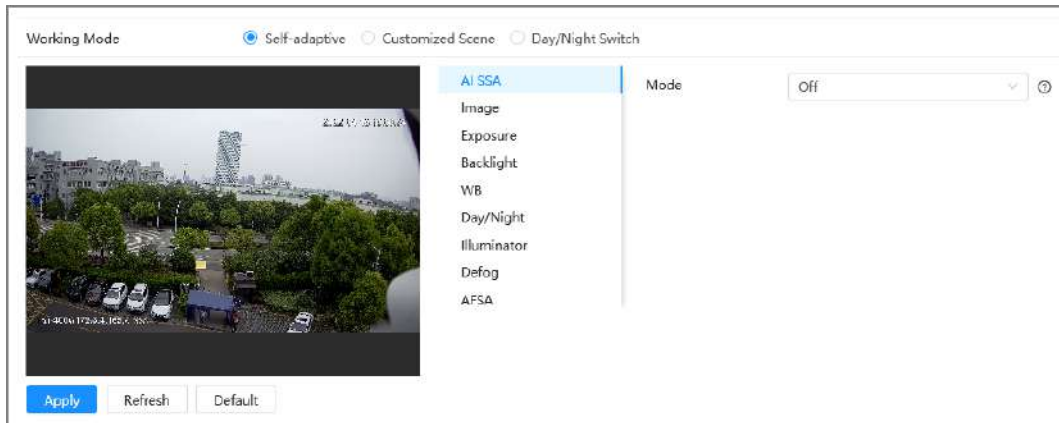 Working Mode Self-adaptive Customized Scene Day/Night Switch
AI SSA
Mode Off
Image
Exposure
Backlight
WB
Day/Night
Illuminator
Defog
AFSA
Apply Refresh Default